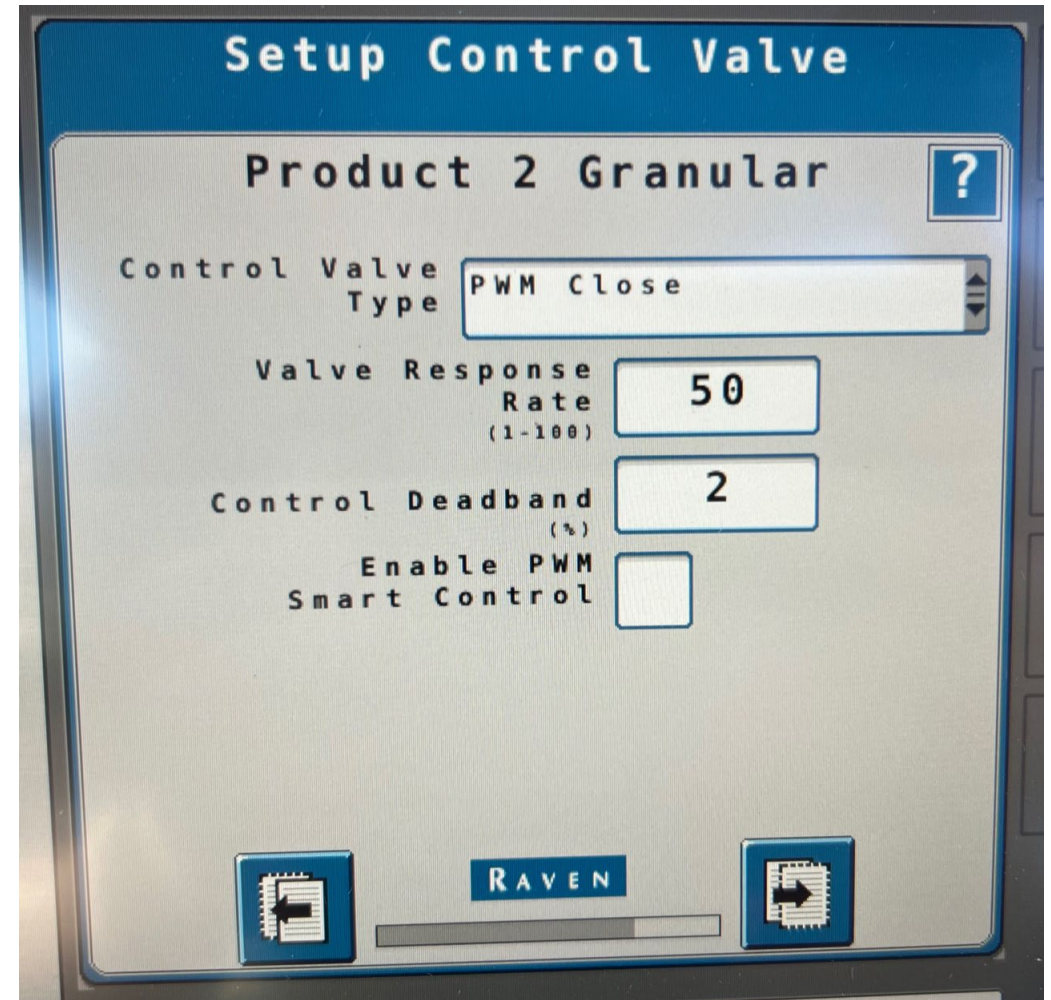 Setup Control Valve
Product 2 Granular
?
Control Valve
Type
PWM Close
Valve Response
Rate
(1-100)
50
Control Deadband
(%)
2
Enable PWM
Smart Control
RAVEN